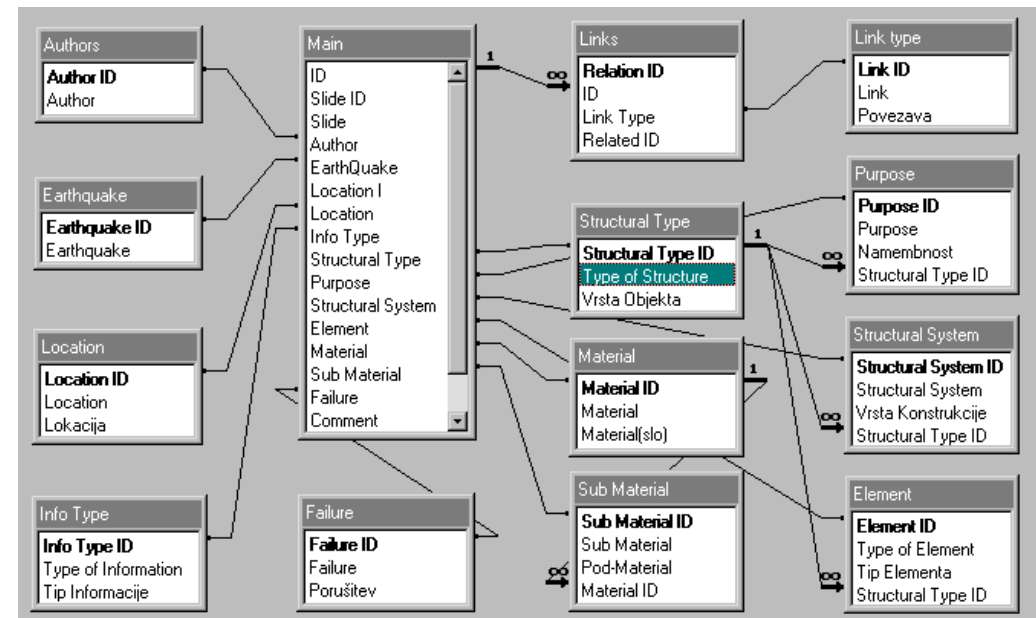 Authors
Author ID
Author
Earthquake
Earthquake ID
Earthquake
Location
Location ID
Location
Lokacija
Info Type
Info Type ID
Type of Information
Tip Informacije
Main
ID
Slide ID
Slide
Author
EarthQuake
Location I
Location
Info Type
Structural Type
Purpose
Structural System
Element
Material
Sub Material
Failure
Comment
Failure
Failure ID
Failure
Porušitev
1
∞
Links
Relation ID
ID
Link Type
Related ID
Structural Type
Structural Type ID
Type of Structure
Vrsta Objekta
1
Material
Material ID
Material
Material(slo)
1
Sub Material
Sub Material ID
Sub Material
Pod-Material
Material ID
∞
Link type
Link ID
Link
Povezava
Purpose
Purpose ID
Purpose
Namembnost
Structural Type ID
∞
Structural System
Structural System ID
Structural System
Vrsta Konstrukcije
Structural Type ID
∞
Element
Element ID
Type of Element
Tip Elementa
Structural Type ID
∞